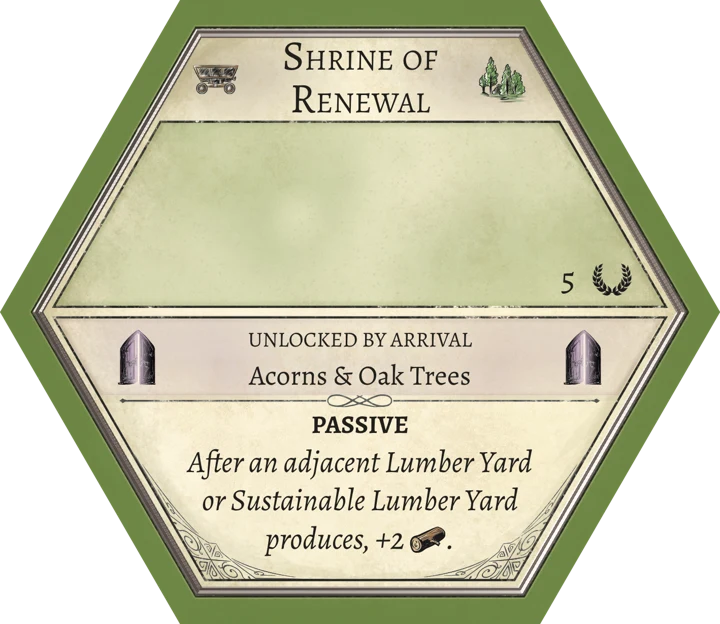 Shrine of
Renewal
5
UNLOCKED BY ARRIVAL
Acorns & Oak Trees
PASSIVE
After an adjacent Lumber Yard
or Sustainable Lumber Yard
produces, +2 .